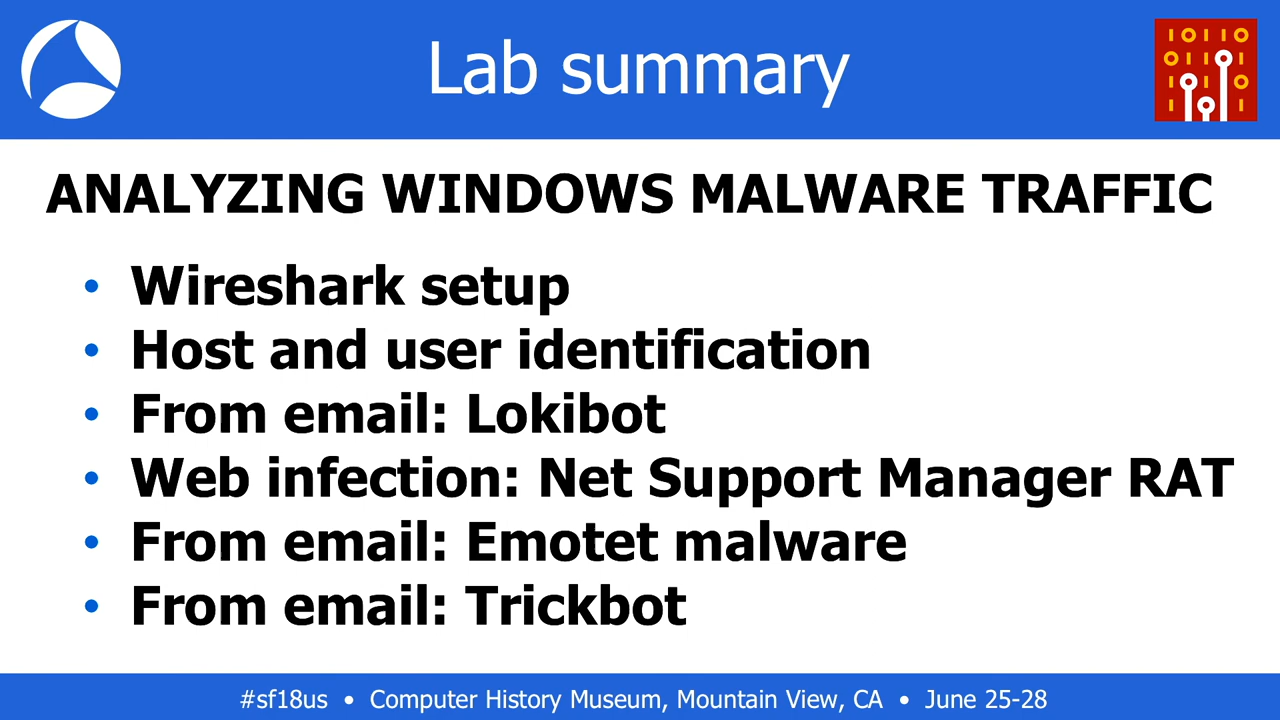 Lab summary
ANALYZING WINDOWS MALWARE TRAFFIC
• Wireshark setup
• Host and user identification
• From email: Lokibot
• Web infection: Net Support Manager RAT
• From email: Emotet malware
• From email: Trickbot
#sf18us • Computer History Museum, Mountain View, CA • June 25-28